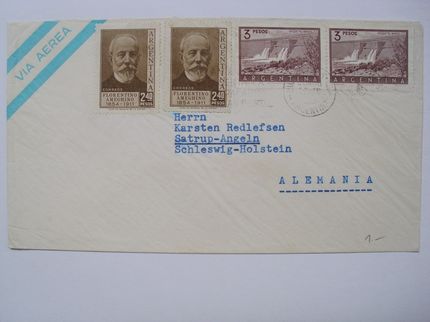 VIA AEREA
CORREOS
ARGENTINA
FLORENTINO
AMEGHINO
1854-1911
2 40
PESOS
CORREOS
ARGENTINA
FLORENTINO
AMEGHINO
1854-1911
2 40
PESOS
3
PESOS
ARGENTINA
3
PESOS
ARGENTINA
Herrn
Karsten Redlefsen
Satrup-Angeln
Schleswig-Holstein
ALEMANIA
1.-